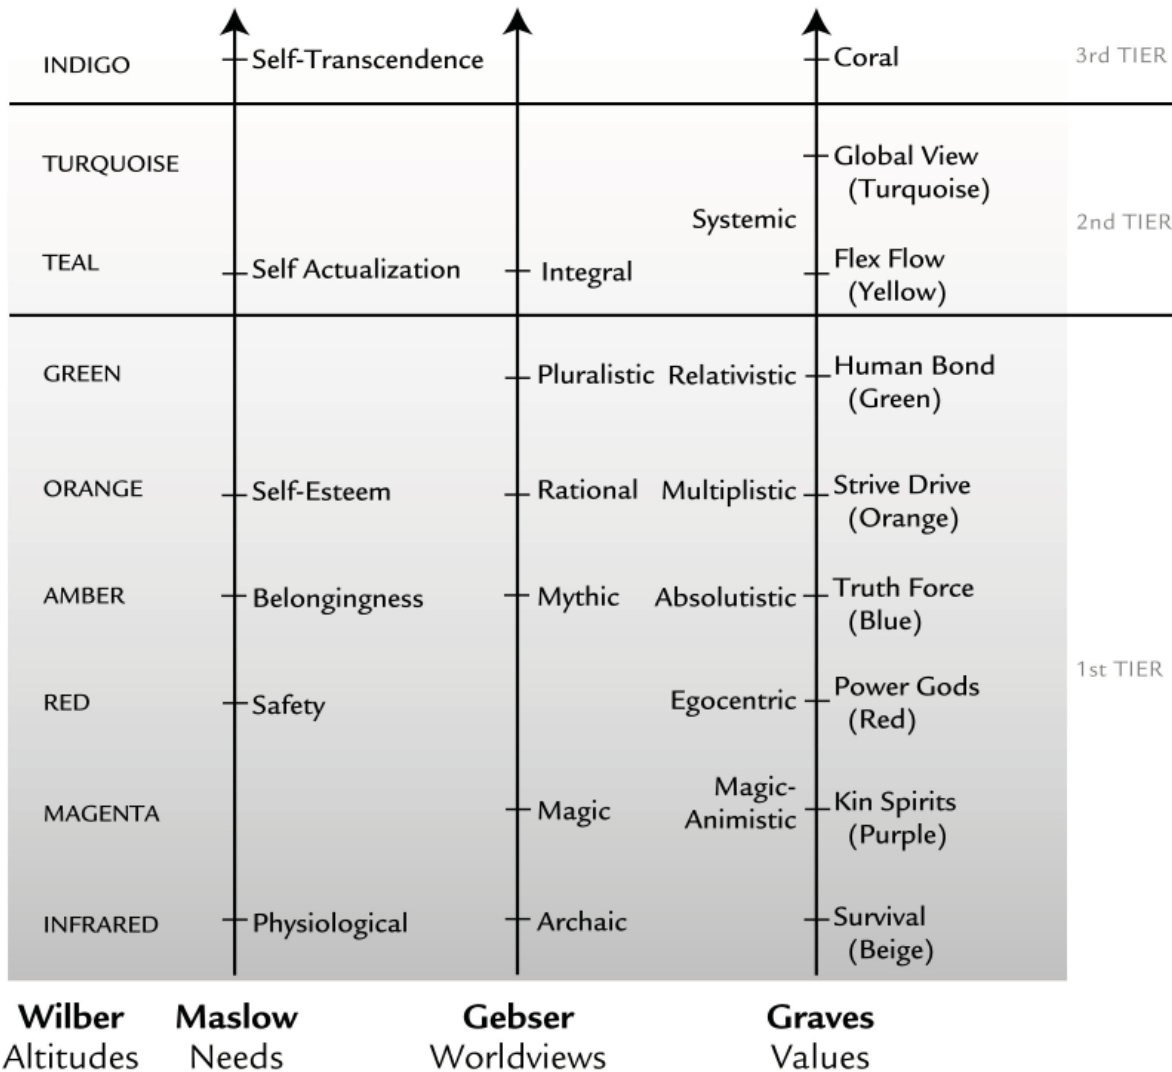 INDIGO Self-Transcendence Coral 3rd TIER
TURQUOISE Global View
(Turquoise)
Systemic 2nd TIER
TEAL Self Actualization Integral Flex Flow
(Yellow)
GREEN Pluralistic Relativistic Human Bond
(Green)
ORANGE Self-Esteem Rational Multiplistic Strive Drive
(Orange)
AMBER Belongingness Mythic Absolutistic Truth Force
(Blue)
1st TIER
RED Safety Egocentric Power Gods
(Red)
MAGENTA Magic Magic-
Animistic Kin Spirits
(Purple)
INFRARED Physiological Archaic Survival
(Beige)
Wilber Maslow Gebser Graves
Altitudes Needs Worldviews Values